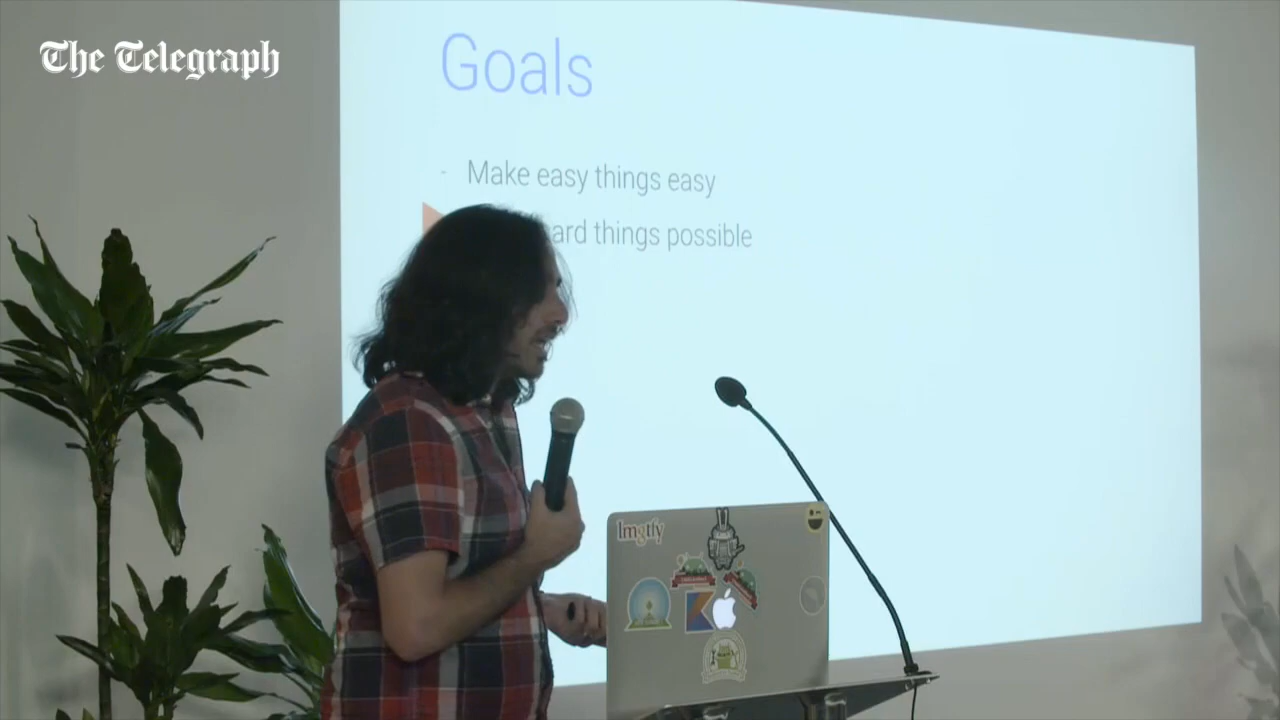 The Telegraph
Goals
- Make easy things easy
ard things possible
lmgtfy